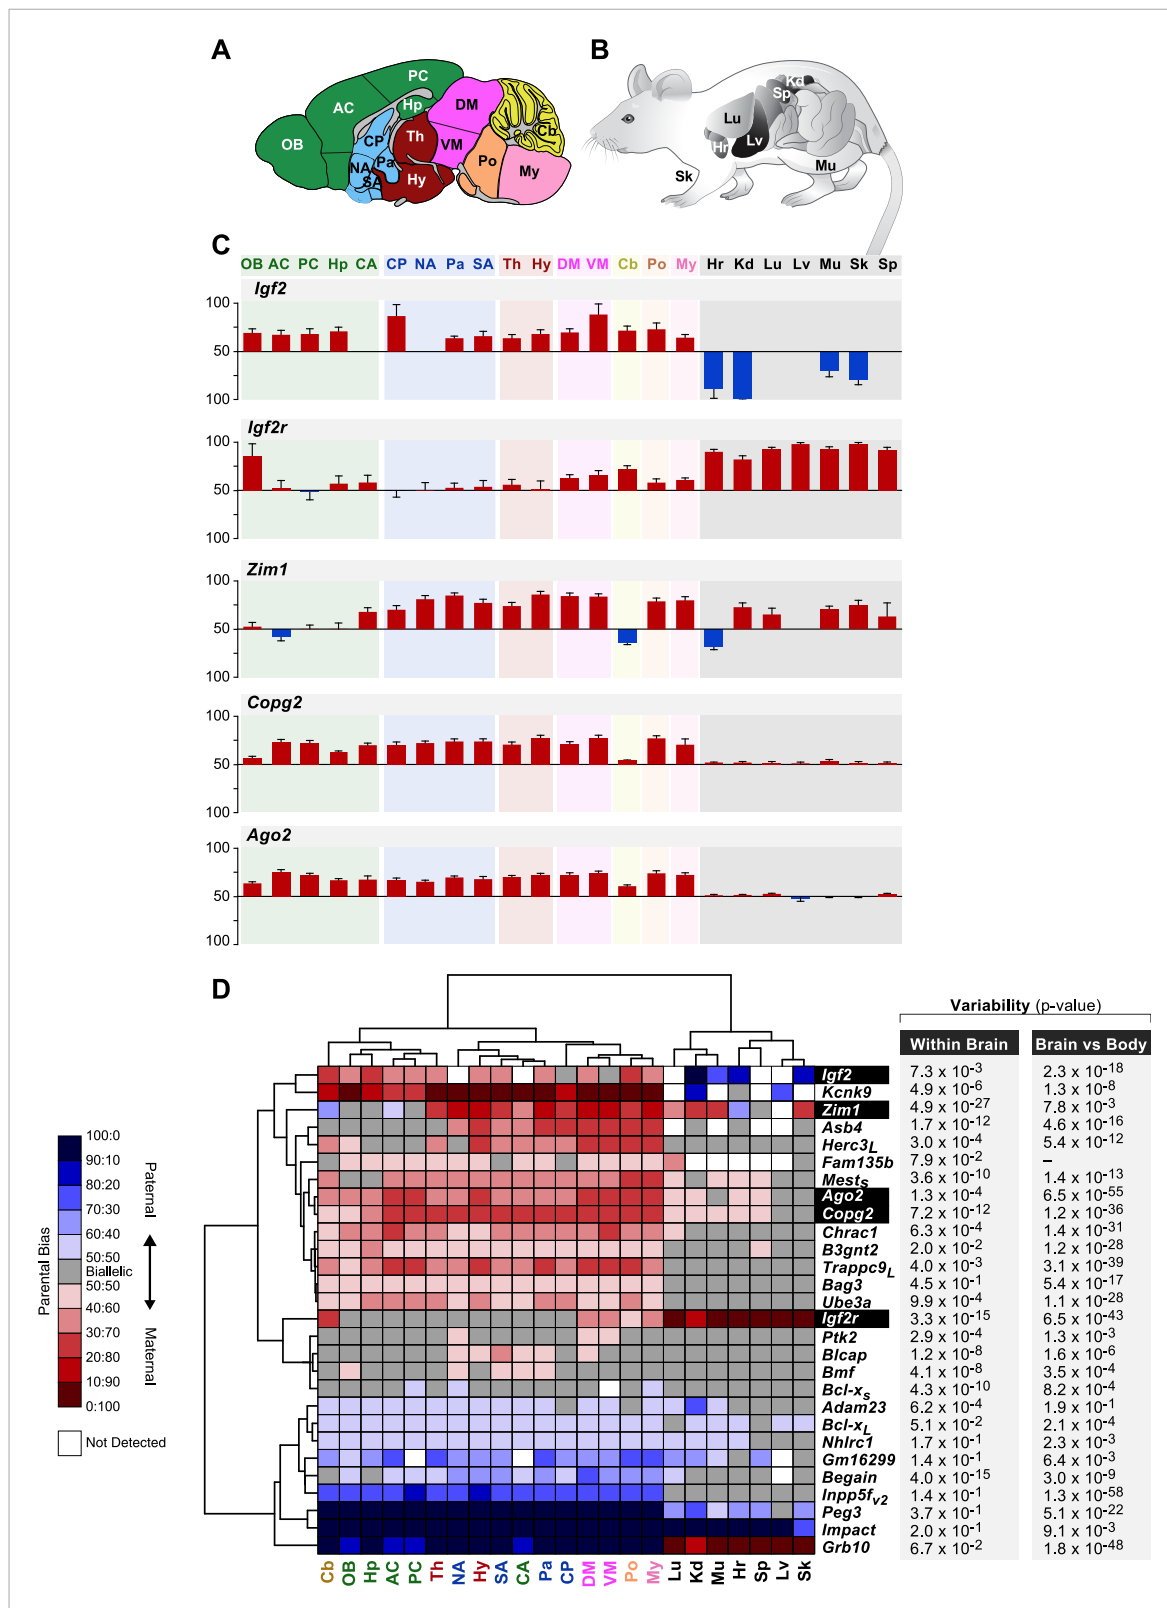 A
B
PC
Hp
AC
DM
OB
CP
Th
VM
Cb
NA
Pa
SA
Hy
Po
My
Kd
Sp
Lu
Hr
Lv
Sk
Mu
C
OB AC PC Hp CA CP NA Pa SA Th Hy DM VM Cb Po My Hr Kd Lu Lv Mu Sk Sp
Igf2
100
50
100
Igf2r
100
50
100
Zim1
100
50
100
Copg2
100
50
100
Ago2
100
50
100
D
Variability (p-value)
Within Brain Brain vs Body
Igf2 7.3 x 10-3 2.3 x 10-18
Kcnk9 4.9 x 10-6 1.3 x 10-8
Zim1 4.9 x 10-27 7.8 x 10-3
Asb4 1.7 x 10-12 4.6 x 10-16
Herc3L 3.0 x 10-4 5.4 x 10-12
Fam135b 7.9 x 10-2 –
Mests 3.6 x 10-10 1.4 x 10-13
Ago2 1.3 x 10-4 6.5 x 10-55
Copg2 7.2 x 10-12 1.2 x 10-36
Chrac1 6.3 x 10-4 1.4 x 10-31
B3gnt2 2.0 x 10-2 1.2 x 10-28
Trappc9L 4.0 x 10-3 3.1 x 10-39
Bag3 4.5 x 10-1 5.4 x 10-17
Ube3a 9.9 x 10-4 1.1 x 10-28
Igf2r 3.3 x 10-15 6.5 x 10-43
Ptk2 2.9 x 10-4 1.3 x 10-3
Blcap 1.2 x 10-8 1.6 x 10-6
Bmf 4.1 x 10-8 3.5 x 10-4
Bcl-xs 4.3 x 10-10 8.2 x 10-4
Adam23 6.2 x 10-4 1.9 x 10-1
Bcl-xL 5.1 x 10-2 2.1 x 10-4
Nhlrc1 1.7 x 10-1 2.3 x 10-3
Gm16299 1.4 x 10-1 6.4 x 10-3
Begain 4.0 x 10-15 3.0 x 10-9
Inpp5fv2 1.4 x 10-1 1.3 x 10-58
Peg3 3.7 x 10-1 5.1 x 10-22
Impact 2.0 x 10-1 9.1 x 10-3
Grb10 6.7 x 10-2 1.8 x 10-48
Parental Bias
100:0
90:10
80:20
70:30
60:40
50:50
Biallelic
50:50
40:60
30:70
20:80
10:90
0:100
Paternal
Maternal
Not Detected
Cb OB Hp AC PC Th NA Hy SA CA Pa CP DM VM Po My Lu Kd Mu Hr Sp Lv Sk